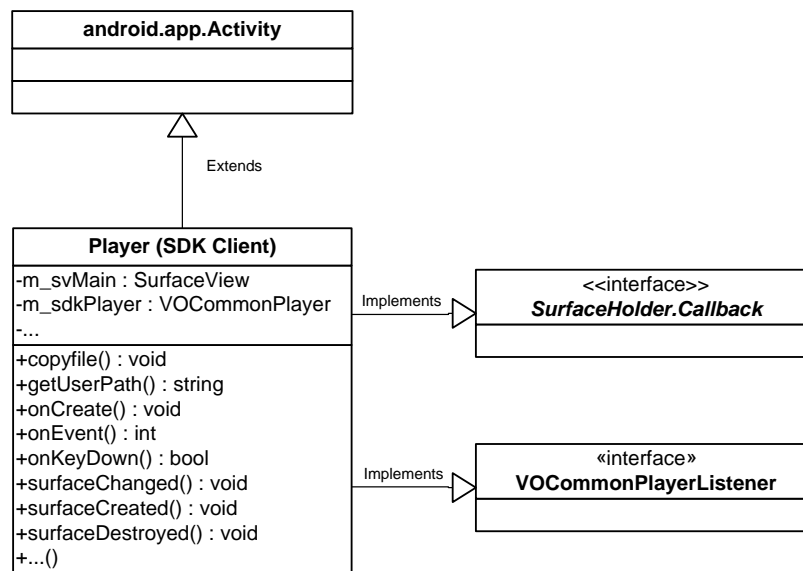 android.app.Activity
Extends
Player (SDK Client)
-m_svMain : SurfaceView
-m_sdkPlayer : VOCommonPlayer
-...
+copyfile() : void
+getUserPath() : string
+onCreate() : void
+onEvent() : int
+onKeyDown() : bool
+surfaceChanged() : void
+surfaceCreated() : void
+surfaceDestroyed() : void
+...()
Implements
<<interface>>
SurfaceHolder.Callback
Implements
«interface»
VOCommonPlayerListener